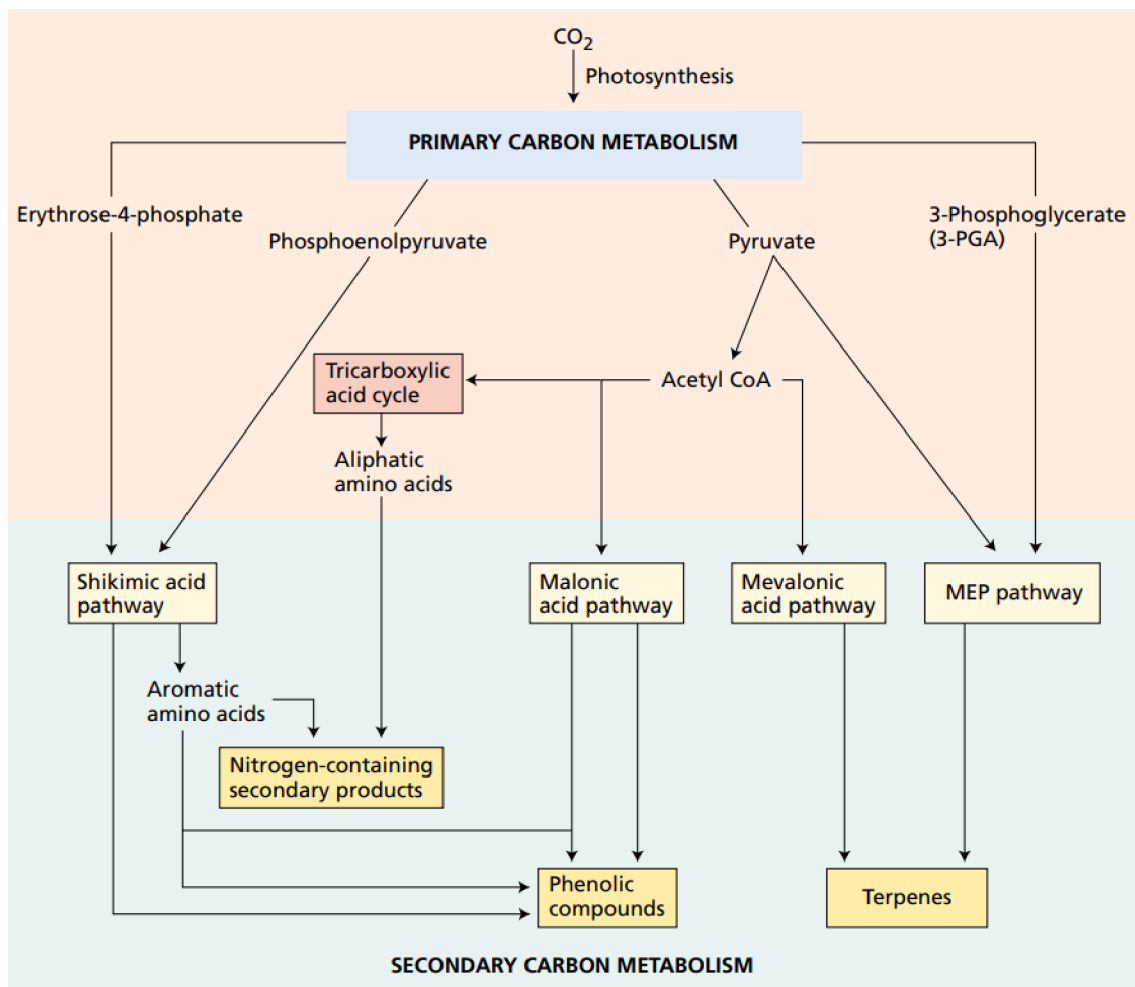 CO₂
Photosynthesis
PRIMARY CARBON METABOLISM
Erythrose-4-phosphate
Phosphoenolpyruvate
Pyruvate
3-Phosphoglycerate
(3-PGA)
Tricarboxylic
acid cycle
Acetyl CoA
Aliphatic
amino acids
Shikimic acid
pathway
Malonic
acid pathway
Mevalonic
acid pathway
MEP pathway
Aromatic
amino acids
Nitrogen-containing
secondary products
Phenolic
compounds
Terpenes
SECONDARY CARBON METABOLISM